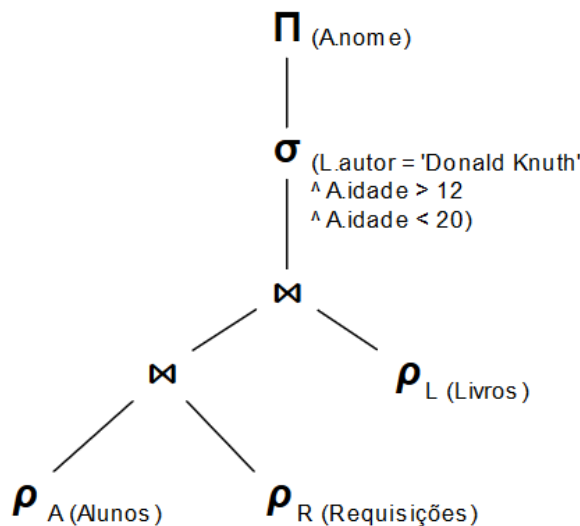 Π (A.nome)
σ (L.autor = 'Donald Knuth'
^ A.idade > 12
^ A.idade < 20)
⋈
⋈
ρ L (Livros)
ρ A (Alunos)
ρ R (Requisições)